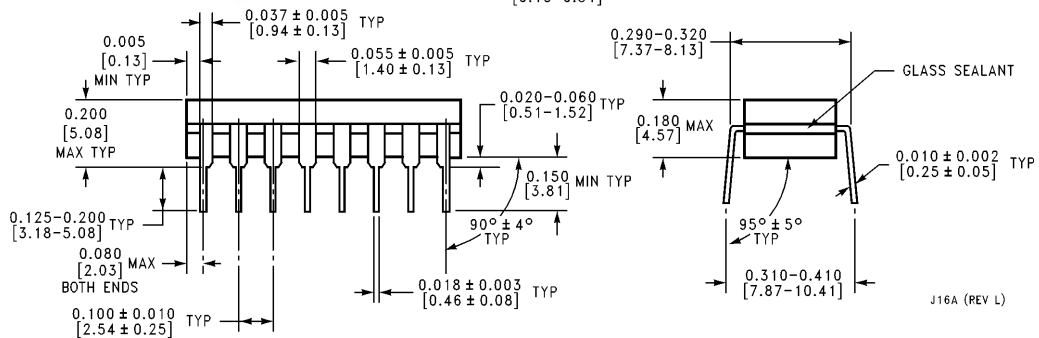 0.037 ± 0.005 TYP
[0.94 ± 0.13]
0.005
[0.13]
MIN TYP
0.055 ± 0.005 TYP
[1.40 ± 0.13]
0.290–0.320
[7.37–8.13]
GLASS SEALANT
0.200
[5.08]
MAX TYP
0.020–0.060 TYP
[0.51–1.52]
0.180 MAX
[4.57]
0.150 MIN TYP
[3.81]
0.010 ± 0.002 TYP
[0.25 ± 0.05]
0.125–0.200 TYP
[3.18–5.08]
90° ± 4°
TYP
95° ± 5°
TYP
0.080 MAX
[2.03]
BOTH ENDS
0.018 ± 0.003 TYP
[0.46 ± 0.08]
0.310–0.410
[7.87–10.41]
0.100 ± 0.010 TYP
[2.54 ± 0.25]
J16A (REV L)